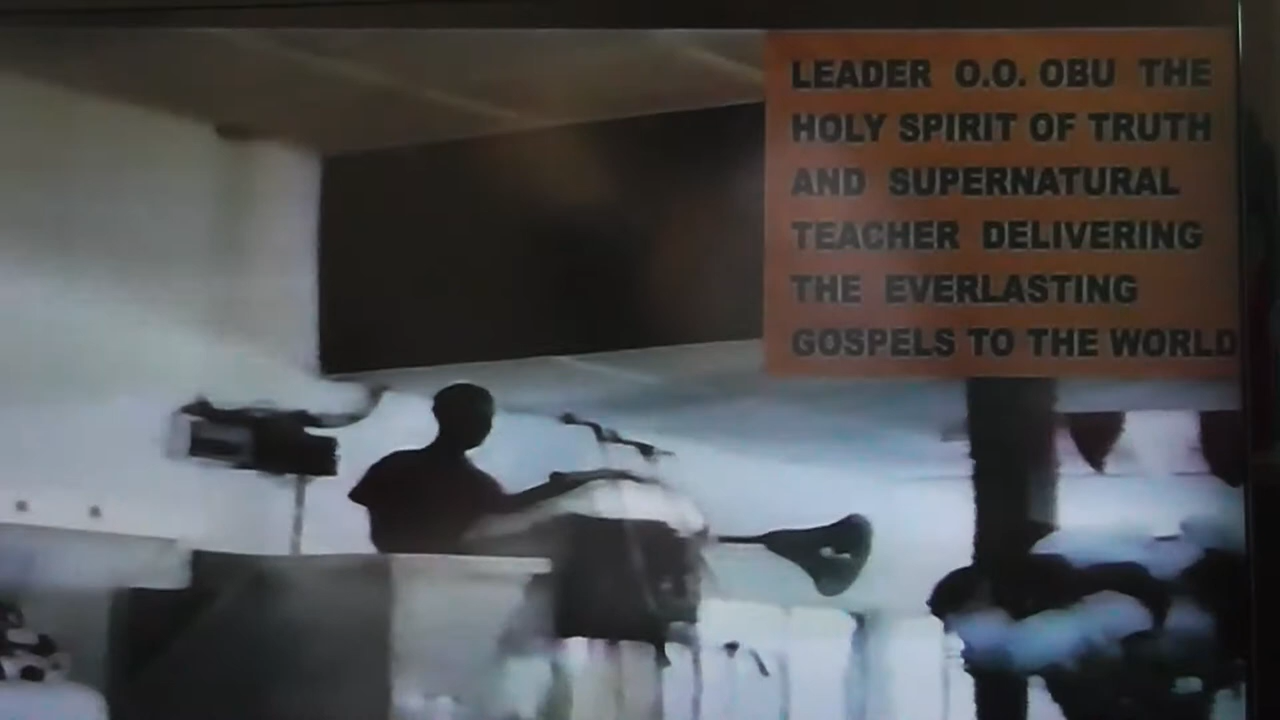 LEADER O.O. OBU THE
HOLY SPIRIT OF TRUTH
AND SUPERNATURAL
TEACHER DELIVERING
THE EVERLASTING
GOSPELS TO THE WORLD